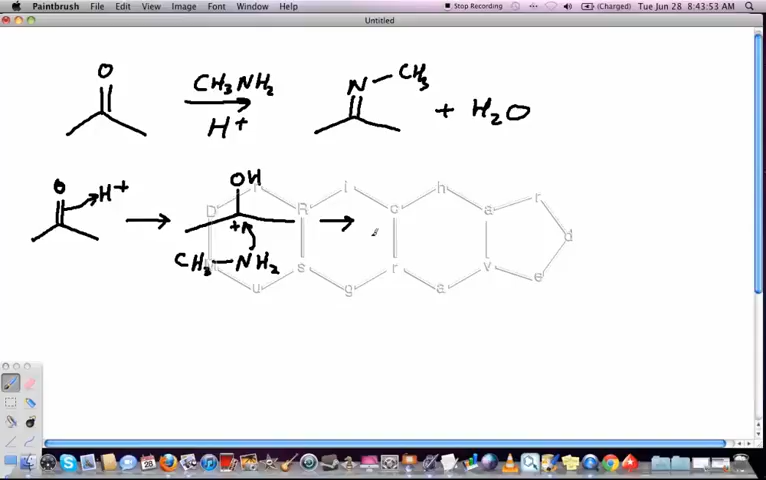 Paintbrush File Edit View Image Font Window Help Stop Recording (Charged) Tue Jun 28 8:43:53 AM
Untitled
O CH₃NH₂ N CH₃
H+ + H₂O
O H+ OH
+
CH₃ NH₂
D r R i c h a r d
M u s g r a v e
28